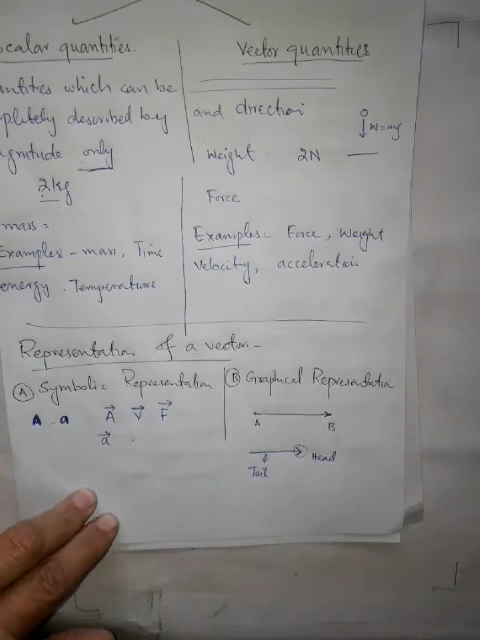 calar quantities.
antities which can be
pletely described by
gnitude only
2kg
mass =
Examples - mass, Time
energy, Temperature
Vector quantities
and direction
W=mg
Weight 2N
Force
Examples - Force, Weight
velocity, acceleration
Representation of a vector. -
(A) Symbolic Representation
A . a A⃗ V⃗ F⃗
a⃗
(B) Graphical Representation
A B
Head
Tail